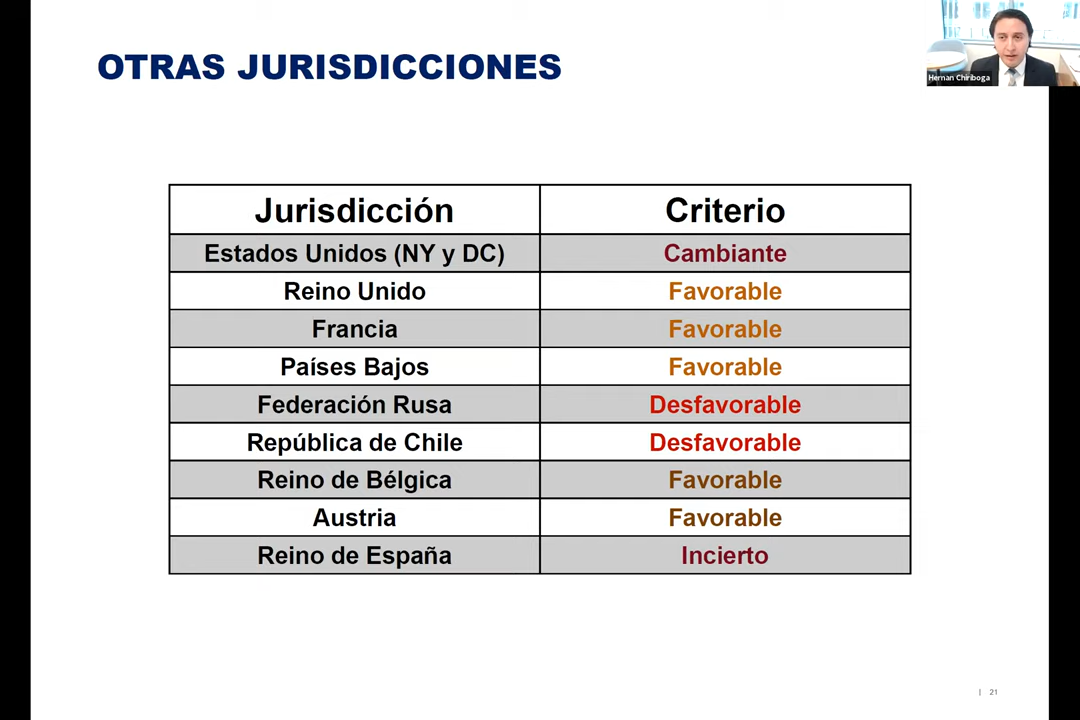 OTRAS JURISDICCIONES
Hernan Chiriboga
Jurisdicción Criterio
Estados Unidos (NY y DC) Cambiante
Reino Unido Favorable
Francia Favorable
Países Bajos Favorable
Federación Rusa Desfavorable
República de Chile Desfavorable
Reino de Bélgica Favorable
Austria Favorable
Reino de España Incierto
| 21